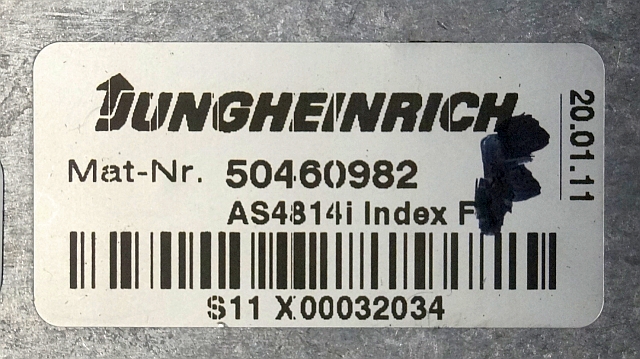 JUNGHEINRICH
Mat-Nr. 50460982
AS4814i Index F
S11 X00032034
20.01.11